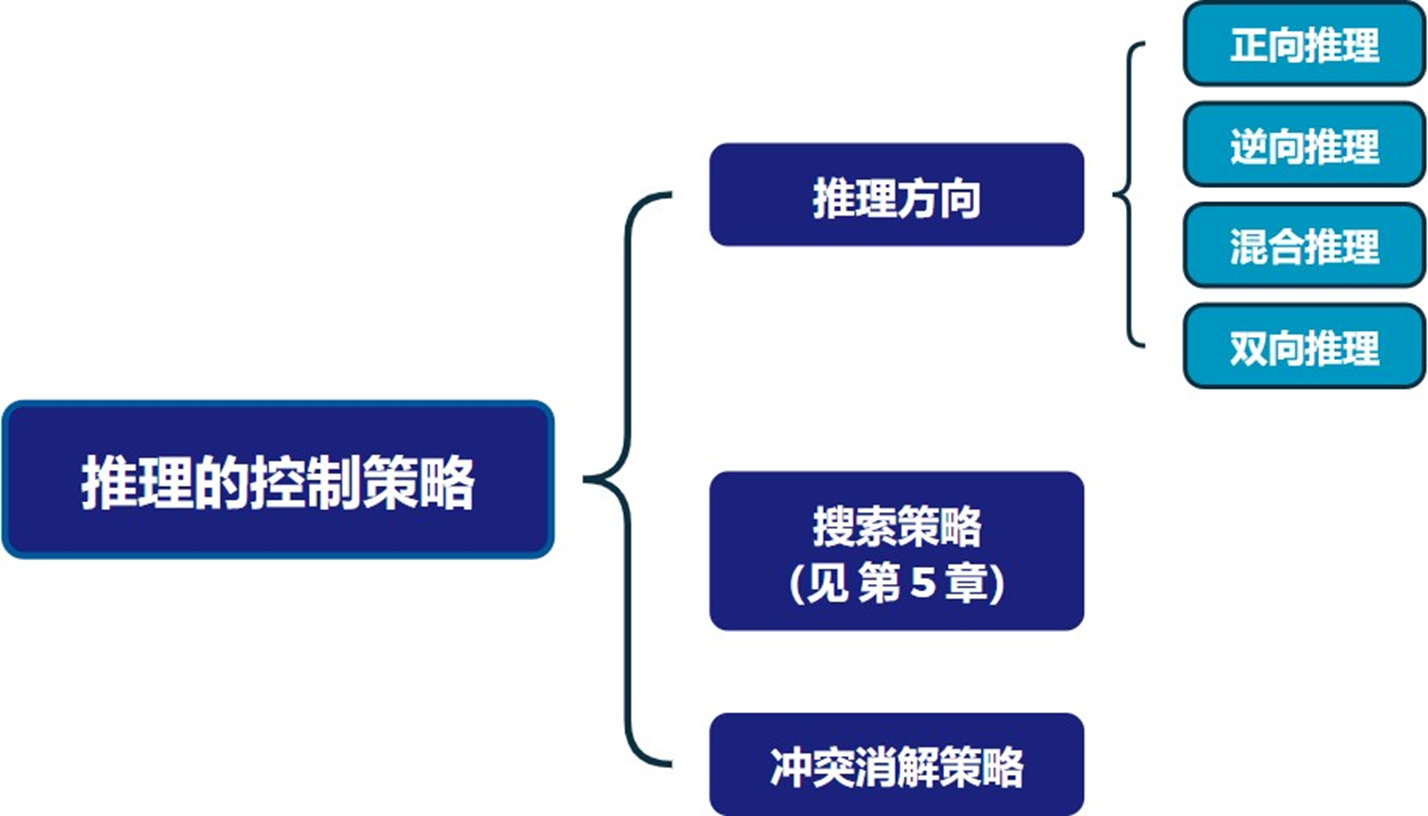 推理的控制策略
推理方向
正向推理
逆向推理
混合推理
双向推理
搜索策略
(见 第 5 章)
冲突消解策略